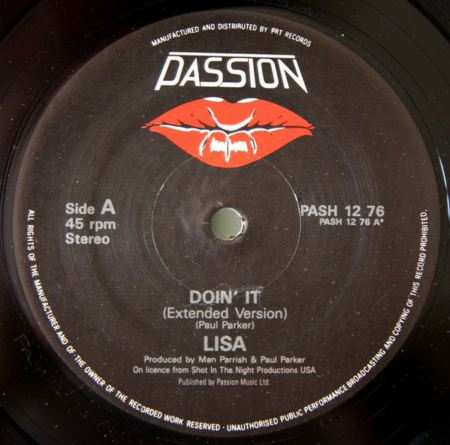 MANUFACTURED AND DISTRIBUTED BY PRT RECORDS
PASSION
Side A
45 rpm
Stereo
PASH 12 76
PASH 12 76 A*
DOIN' IT
(Extended Version)
(Paul Parker)
LISA
Produced by Man Parrish & Paul Parker
On licence from Shot In The Night Productions USA
Published by Passion Music Ltd.
ALL RIGHTS OF THE MANUFACTURER AND OF THE OWNER OF THE RECORDED WORK RESERVED · UNAUTHORISED PUBLIC PERFORMANCE BROADCASTING AND COPYING OF THIS RECORD PROHIBITED.